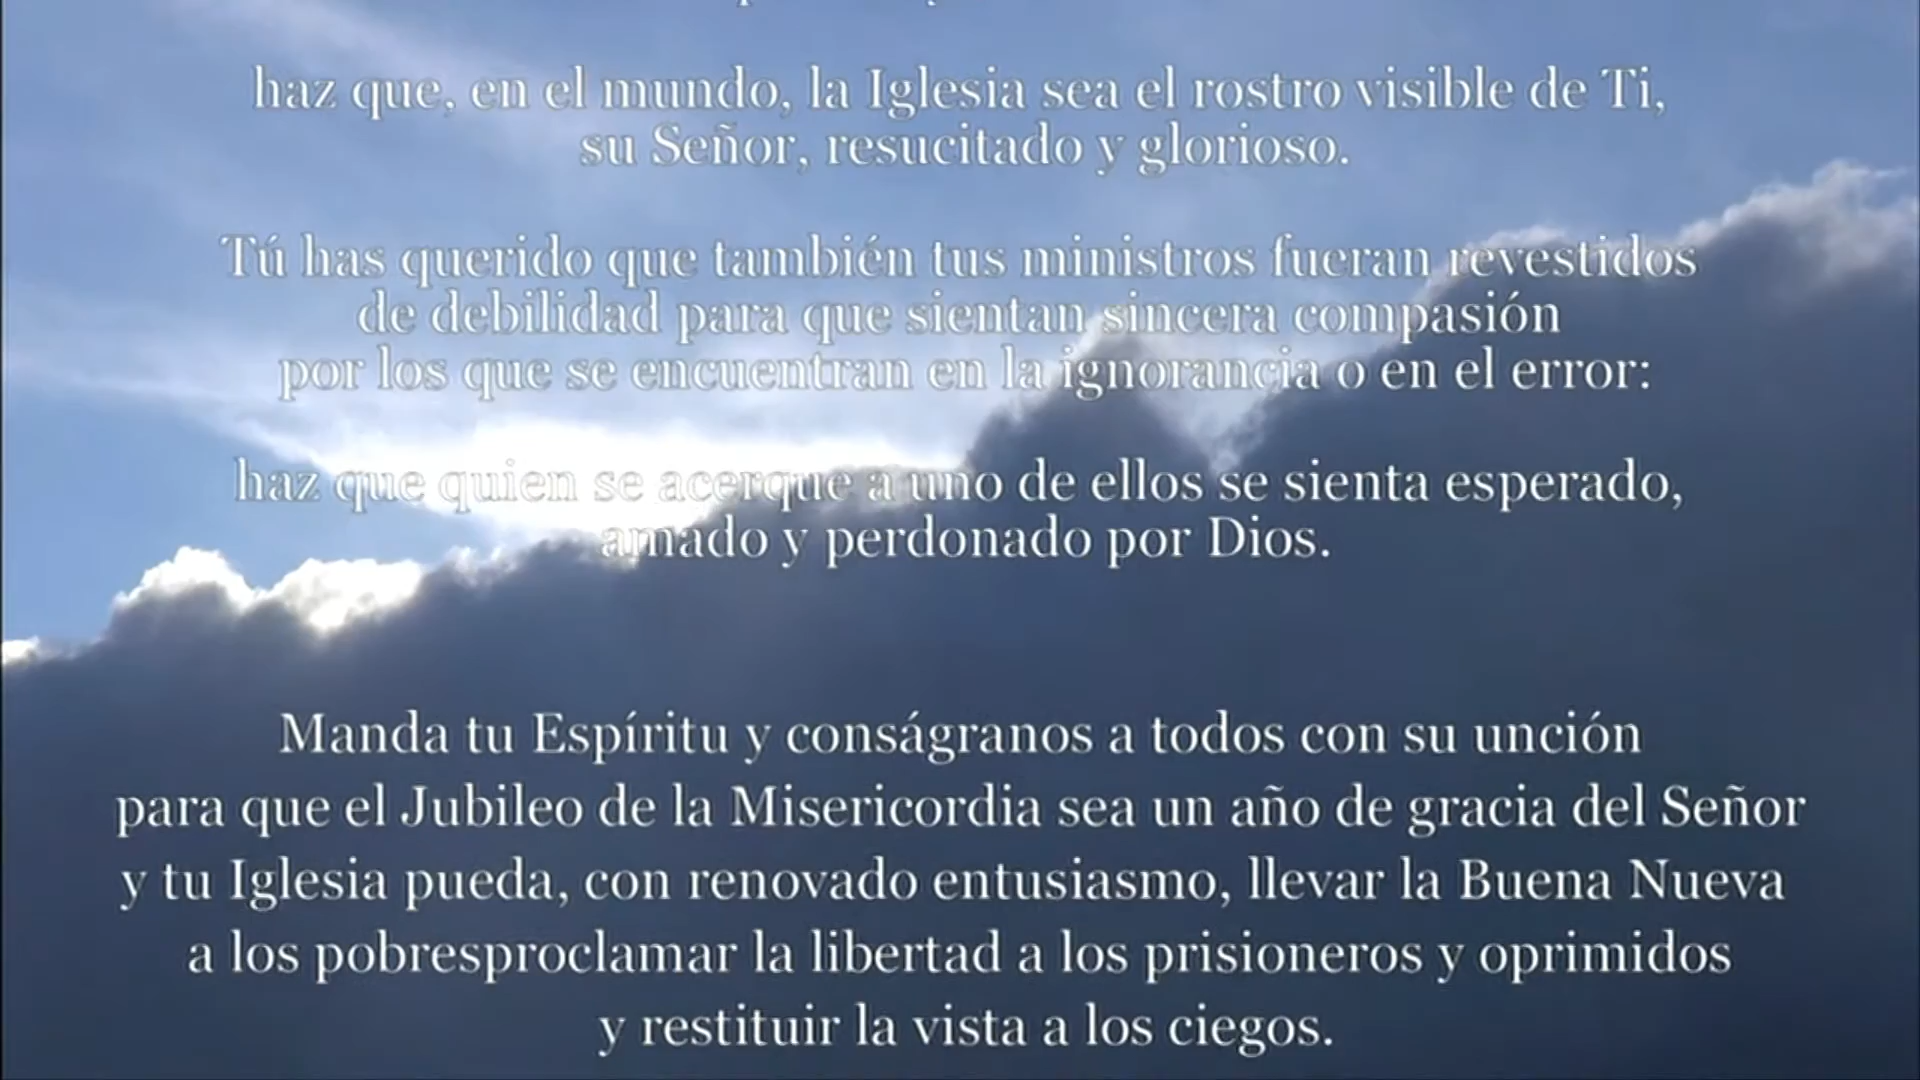 haz que, en el mundo, la Iglesia sea el rostro visible de Ti,
su Señor, resucitado y glorioso.
Tú has querido que también tus ministros fueran revestidos
de debilidad para que sientan sincera compasión
por los que se encuentran en la ignorancia o en el error:
haz que quien se acerque a uno de ellos se sienta esperado,
amado y perdonado por Dios.
Manda tu Espíritu y conságranos a todos con su unción
para que el Jubileo de la Misericordia sea un año de gracia del Señor
y tu Iglesia pueda, con renovado entusiasmo, llevar la Buena Nueva
a los pobresproclamar la libertad a los prisioneros y oprimidos
y restituir la vista a los ciegos.